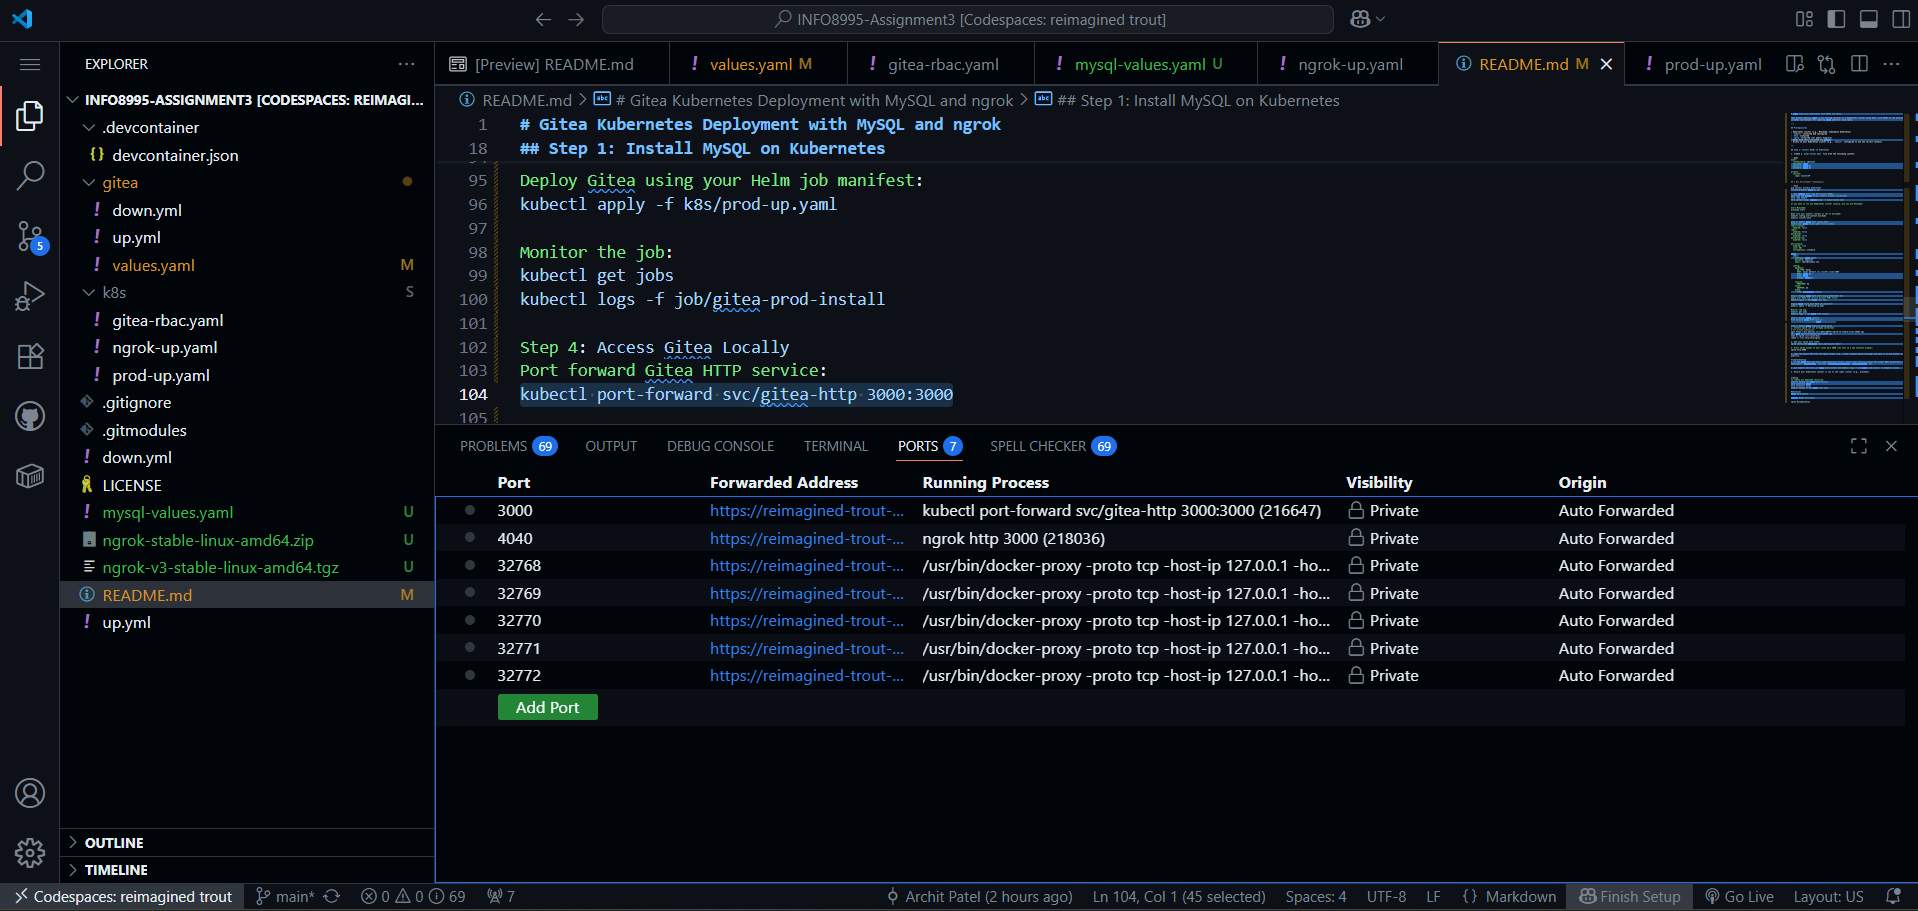 INFO8995-Assignment3 [Codespaces: reimagined trout]
EXPLORER
INFO8995-ASSIGNMENT3 [CODESPACES: REIMAGI...
.devcontainer
{} devcontainer.json
gitea
! down.yml
! up.yml
! values.yaml M
k8s S
! gitea-rbac.yaml
! ngrok-up.yaml
! prod-up.yaml
.gitignore
.gitmodules
! down.yml
LICENSE
! mysql-values.yaml U
ngrok-stable-linux-amd64.zip U
ngrok-v3-stable-linux-amd64.tgz U
README.md M
! up.yml
OUTLINE
TIMELINE
5
[Preview] README.md ! values.yaml M ! gitea-rbac.yaml ! mysql-values.yaml U ! ngrok-up.yaml README.md M ! prod-up.yaml
README.md > # Gitea Kubernetes Deployment with MySQL and ngrok > ## Step 1: Install MySQL on Kubernetes
1 # Gitea Kubernetes Deployment with MySQL and ngrok
18 ## Step 1: Install MySQL on Kubernetes
95 Deploy Gitea using your Helm job manifest:
96 kubectl apply -f k8s/prod-up.yaml
97
98 Monitor the job:
99 kubectl get jobs
100 kubectl logs -f job/gitea-prod-install
101
102 Step 4: Access Gitea Locally
103 Port forward Gitea HTTP service:
104 kubectl port-forward svc/gitea-http 3000:3000
105
PROBLEMS 69 OUTPUT DEBUG CONSOLE TERMINAL PORTS 7 SPELL CHECKER 69
Port Forwarded Address Running Process Visibility Origin
3000 https://reimagined-trout-... kubectl port-forward svc/gitea-http 3000:3000 (216647) Private Auto Forwarded
4040 https://reimagined-trout-... ngrok http 3000 (218036) Private Auto Forwarded
32768 https://reimagined-trout-... /usr/bin/docker-proxy -proto tcp -host-ip 127.0.0.1 -ho... Private Auto Forwarded
32769 https://reimagined-trout-... /usr/bin/docker-proxy -proto tcp -host-ip 127.0.0.1 -ho... Private Auto Forwarded
32770 https://reimagined-trout-... /usr/bin/docker-proxy -proto tcp -host-ip 127.0.0.1 -ho... Private Auto Forwarded
32771 https://reimagined-trout-... /usr/bin/docker-proxy -proto tcp -host-ip 127.0.0.1 -ho... Private Auto Forwarded
32772 https://reimagined-trout-... /usr/bin/docker-proxy -proto tcp -host-ip 127.0.0.1 -ho... Private Auto Forwarded
Add Port
Codespaces: reimagined trout main* 0 0 69 7 Archit Patel (2 hours ago) Ln 104, Col 1 (45 selected) Spaces: 4 UTF-8 LF {} Markdown Finish Setup Go Live Layout: US